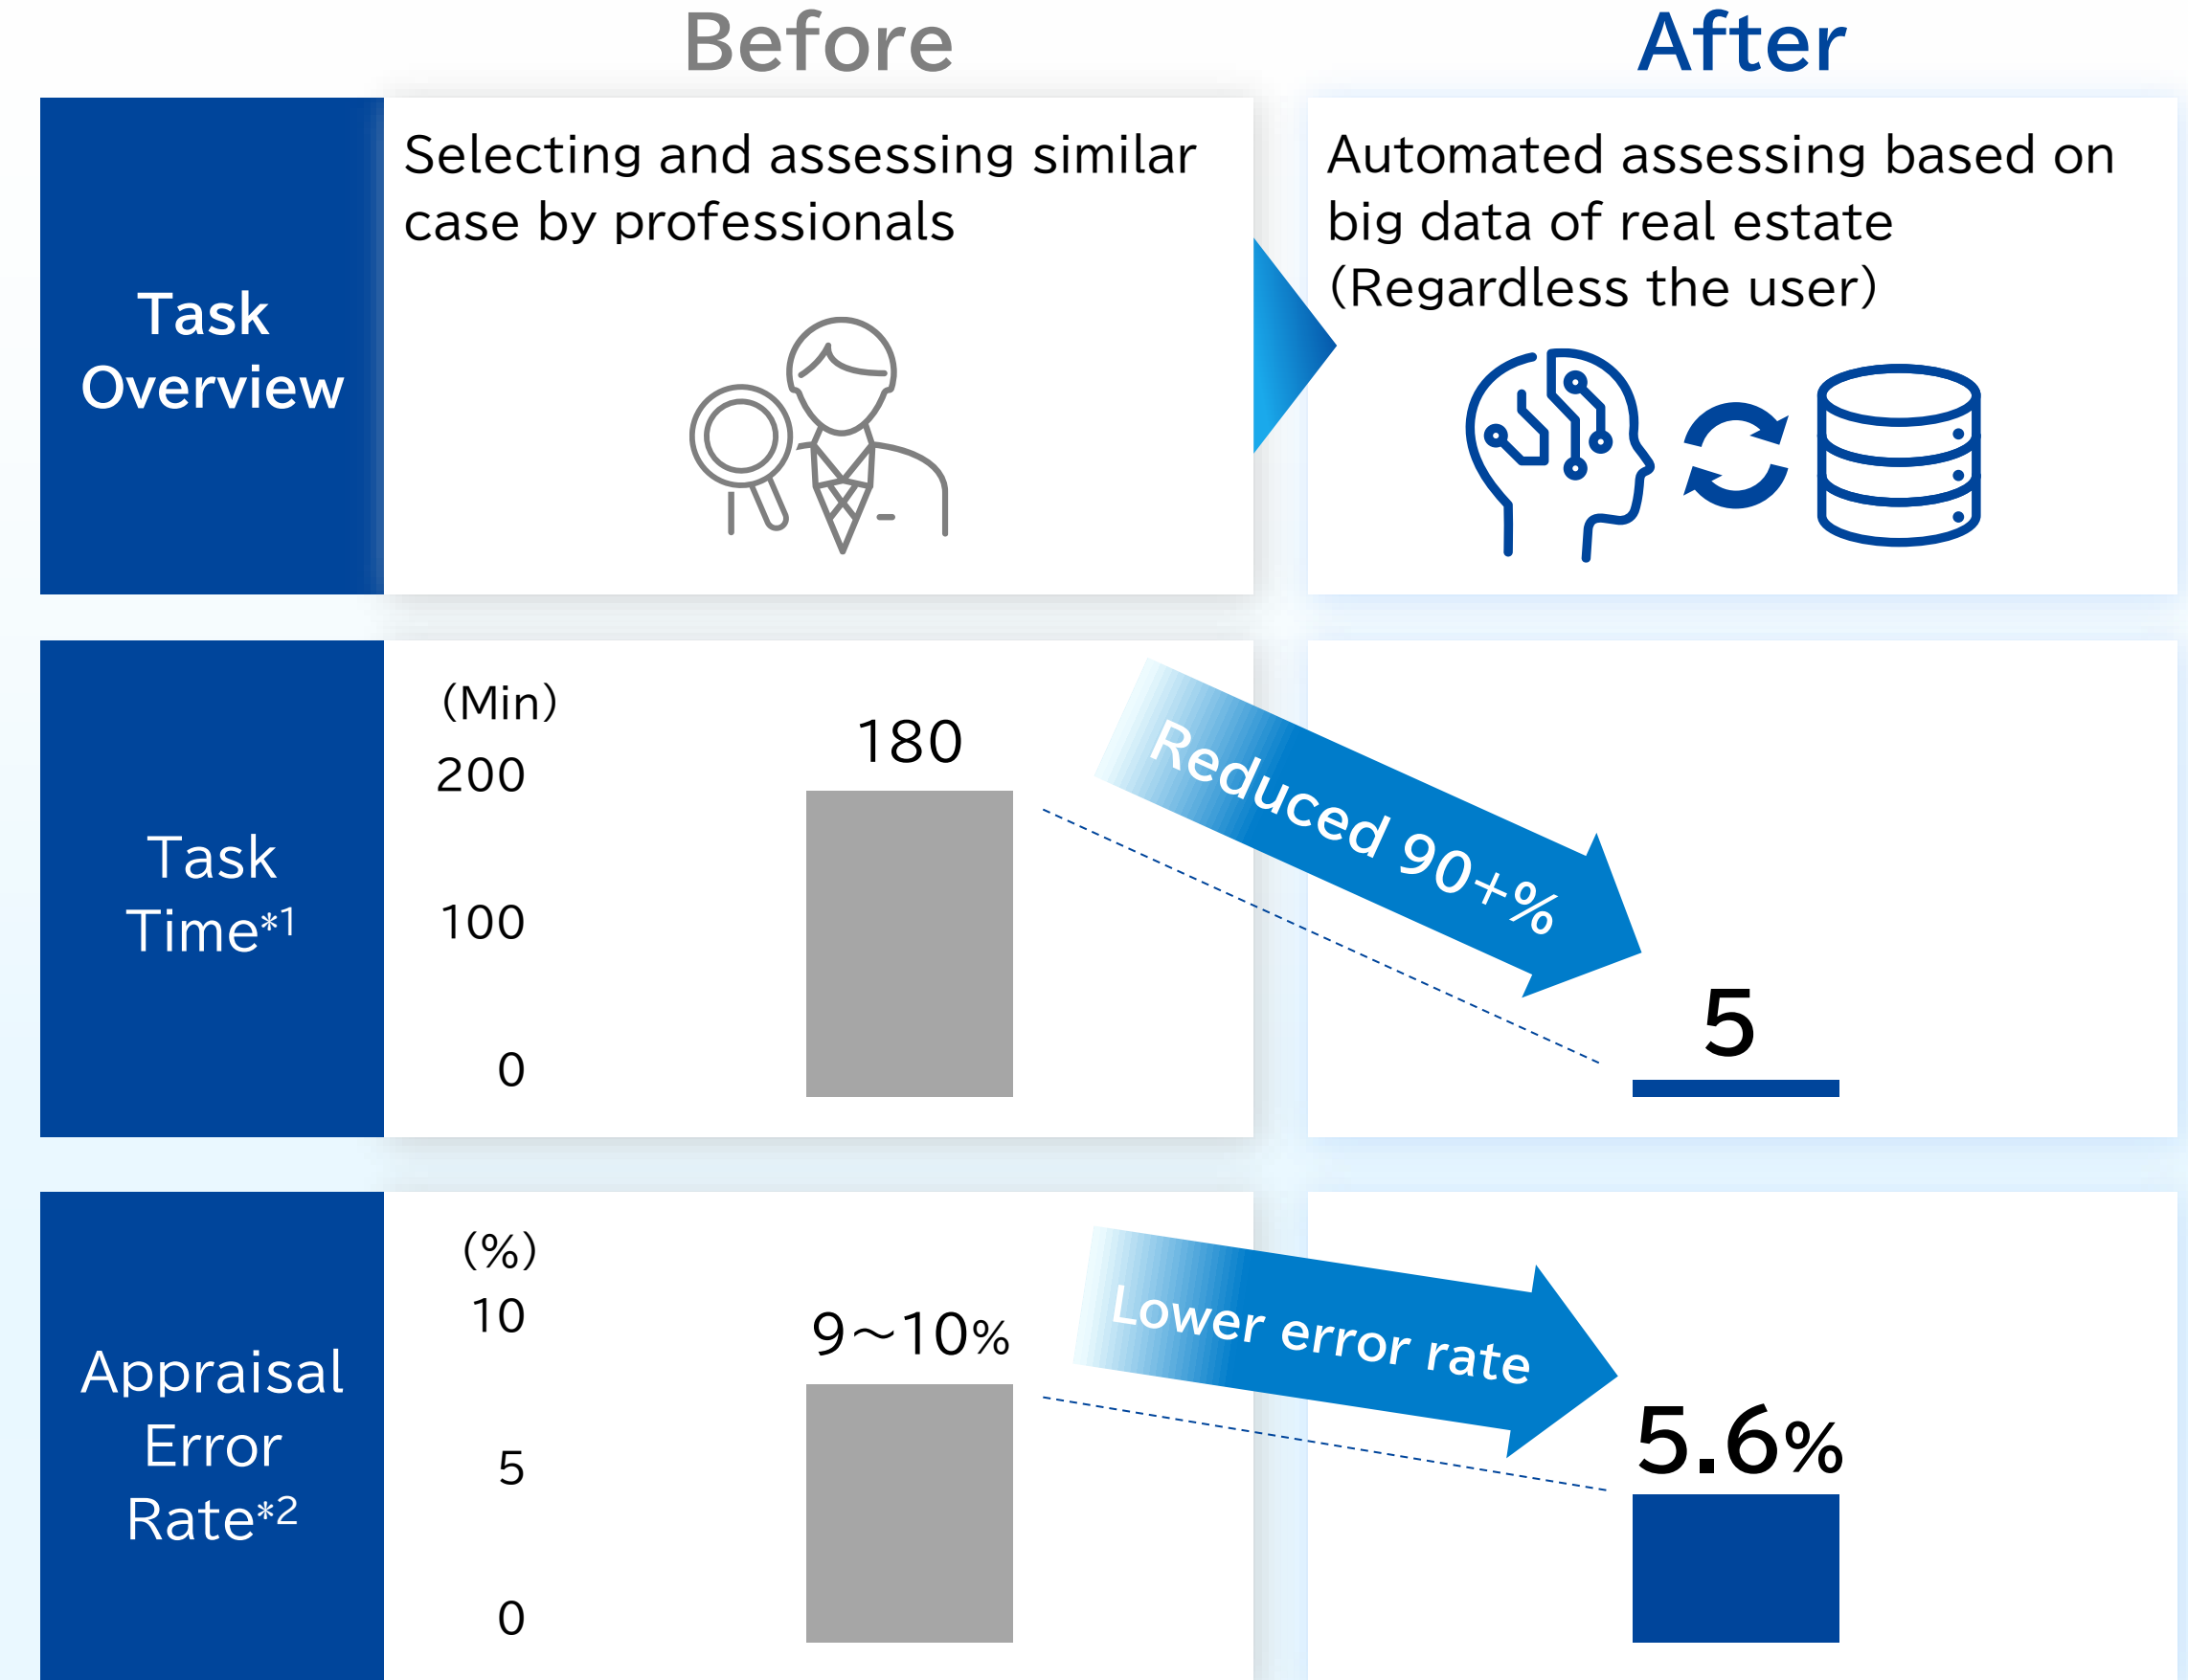 Before
After
Task
Overview
Selecting and assessing similar
case by professionals
Automated assessing based on
big data of real estate
(Regardless the user)
Task
Time*1
(Min)
200
100
0
180
Reduced 90+%
5
Appraisal
Error
Rate*2
(%)
10
5
0
9～10%
Lower error rate
5.6%